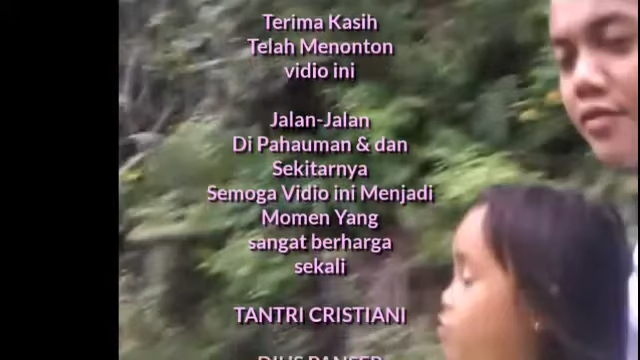 Terima Kasih
Telah Menonton
vidio ini
Jalan-Jalan
Di Pahauman & dan
Sekitarnya
Semoga Vidio ini Menjadi
Momen Yang
sangat berharga
sekali
TANTRI CRISTIANI